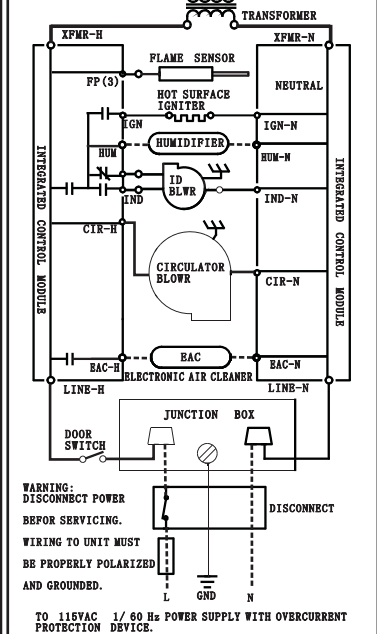 TRANSFORMER
XFMR-H
XFMR-N
FLAME SENSOR
FP(3)
NEUTRAL
HOT SURFACE
IGNITER
IGN
IGN-N
HUM
HUMIDIFIER
HUM-N
INTEGRATED CONTROL MODULE
INTEGRATED CONTROL MODULE
ID
BLWR
IND
IND-N
CIR-H
CIRCULATOR
BLOWR
CIR-N
EAC
EAC-H
EAC-N
ELECTRONIC AIR CLEANER
LINE-H
LINE-N
JUNCTION BOX
DOOR
SWITCH
WARNING:
DISCONNECT POWER
BEFOR SERVICING.
WIRING TO UNIT MUST
BE PROPERLY POLARIZED
AND GROUNDED.
DISCONNECT
L
GND
N
TO 115VAC 1/ 60 Hz POWER SUPPLY WITH OVERCURRENT
PROTECTION DEVICE.